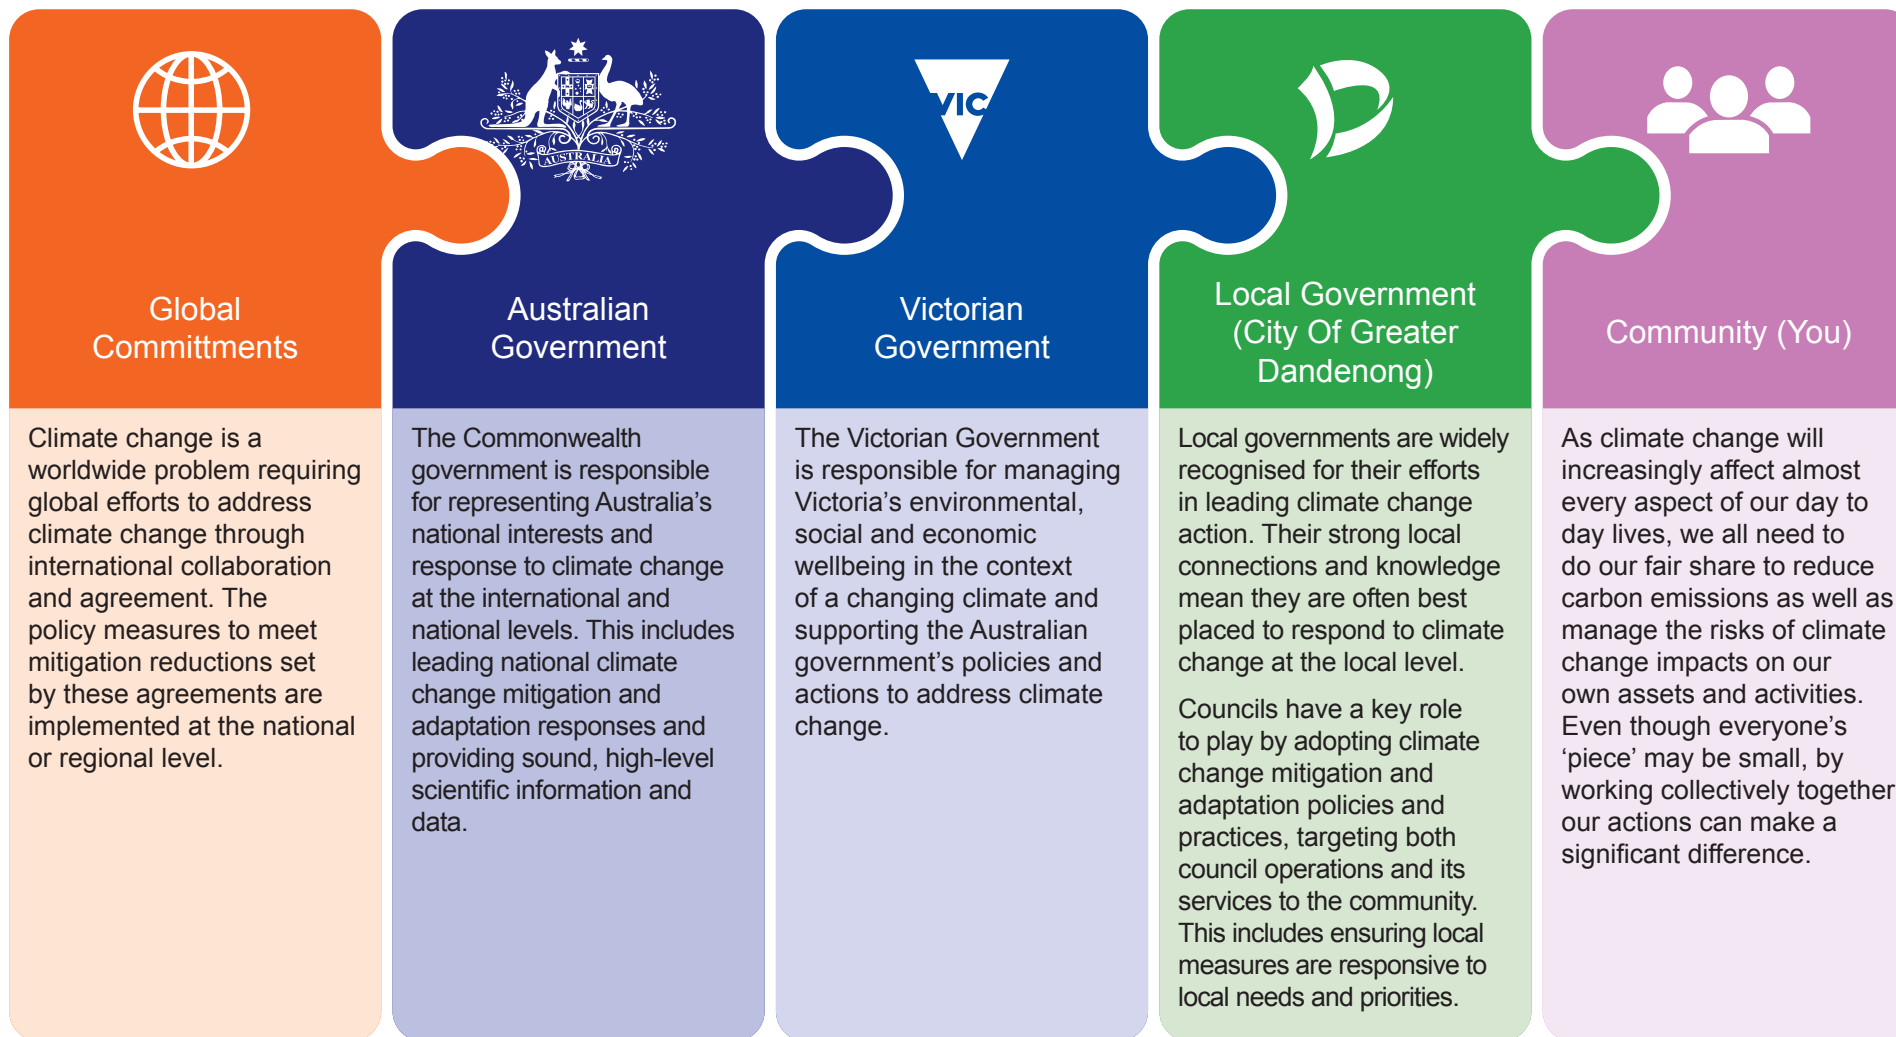 AUSTRALIA
VIC
Global
Committments
Climate change is a
worldwide problem requiring
global efforts to address
climate change through
international collaboration
and agreement. The
policy measures to meet
mitigation reductions set
by these agreements are
implemented at the national
or regional level.
Australian
Government
The Commonwealth
government is responsible
for representing Australia’s
national interests and
response to climate change
at the international and
national levels. This includes
leading national climate
change mitigation and
adaptation responses and
providing sound, high-level
scientific information and
data.
Victorian
Government
The Victorian Government
is responsible for managing
Victoria’s environmental,
social and economic
wellbeing in the context
of a changing climate and
supporting the Australian
government’s policies and
actions to address climate
change.
Local Government
(City Of Greater
Dandenong)
Local governments are widely
recognised for their efforts
in leading climate change
action. Their strong local
connections and knowledge
mean they are often best
placed to respond to climate
change at the local level.
Councils have a key role
to play by adopting climate
change mitigation and
adaptation policies and
practices, targeting both
council operations and its
services to the community.
This includes ensuring local
measures are responsive to
local needs and priorities.
Community (You)
As climate change will
increasingly affect almost
every aspect of our day to
day lives, we all need to
do our fair share to reduce
carbon emissions as well as
manage the risks of climate
change impacts on our
own assets and activities.
Even though everyone’s
‘piece’ may be small, by
working collectively together
our actions can make a
significant difference.